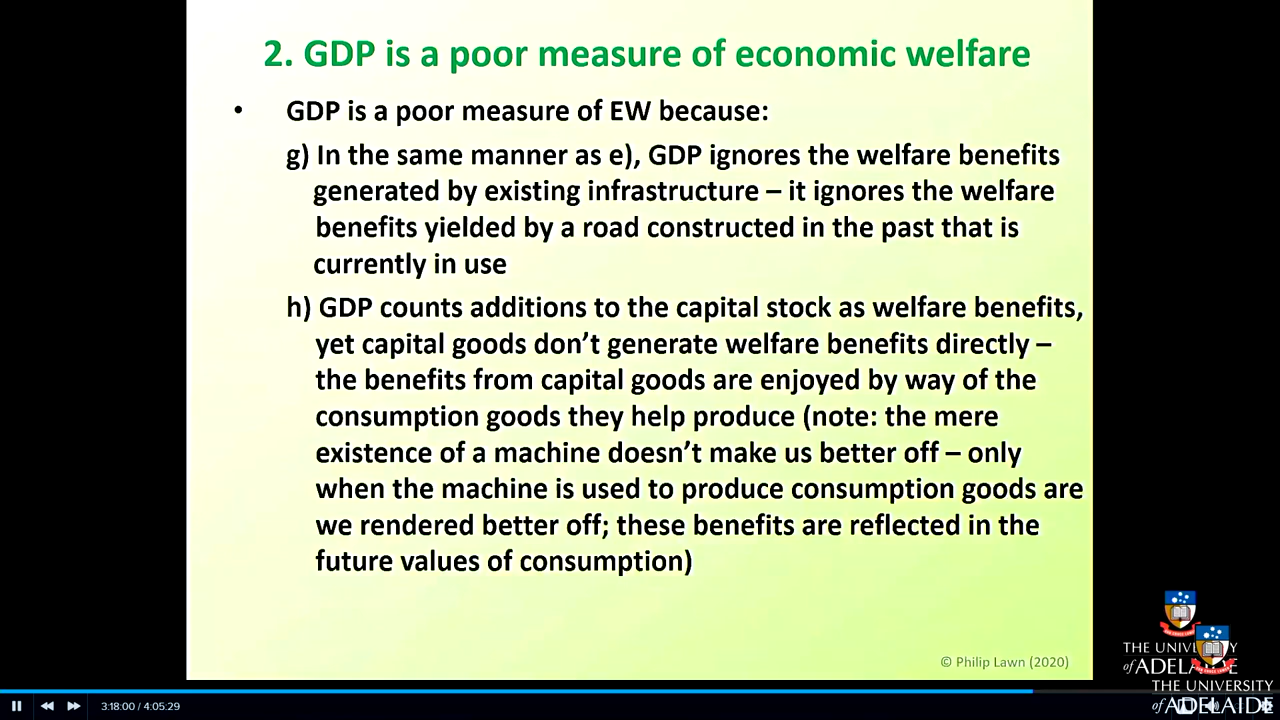 2. GDP is a poor measure of economic welfare
• GDP is a poor measure of EW because:
g) In the same manner as e), GDP ignores the welfare benefits
generated by existing infrastructure – it ignores the welfare
benefits yielded by a road constructed in the past that is
currently in use
h) GDP counts additions to the capital stock as welfare benefits,
yet capital goods don’t generate welfare benefits directly –
the benefits from capital goods are enjoyed by way of the
consumption goods they help produce (note: the mere
existence of a machine doesn’t make us better off – only
when the machine is used to produce consumption goods are
we rendered better off; these benefits are reflected in the
future values of consumption)
© Philip Lawn (2020)
THE UNIVERSITY
of ADELAIDE
THE UNIVERSITY
of ADELAIDE
3:18:00 / 4:05:29